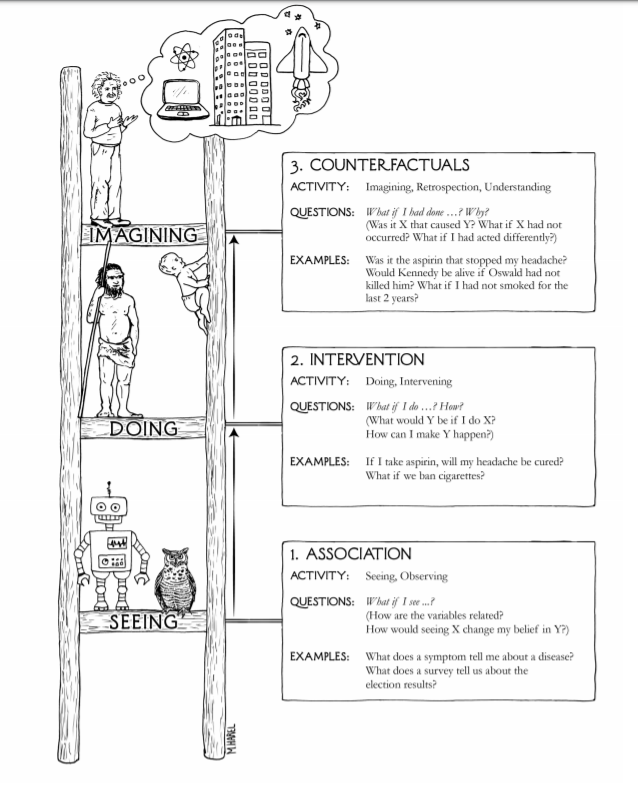 3. COUNTERFACTUALS
ACTIVITY: Imagining, Retrospection, Understanding
QUESTIONS: What if I had done …? Why?
(Was it X that caused Y? What if X had not
occurred? What if I had acted differently?)
EXAMPLES: Was it the aspirin that stopped my headache?
Would Kennedy be alive if Oswald had not
killed him? What if I had not smoked for the
last 2 years?
IMAGINING
2. INTERVENTION
ACTIVITY: Doing, Intervening
QUESTIONS: What if I do …? How?
(What would Y be if I do X?
How can I make Y happen?)
EXAMPLES: If I take aspirin, will my headache be cured?
What if we ban cigarettes?
DOING
1. ASSOCIATION
ACTIVITY: Seeing, Observing
QUESTIONS: What if I see ...?
(How are the variables related?
How would seeing X change my belief in Y?)
EXAMPLES: What does a symptom tell me about a disease?
What does a survey tell us about the
election results?
SEEING
M.HAREL